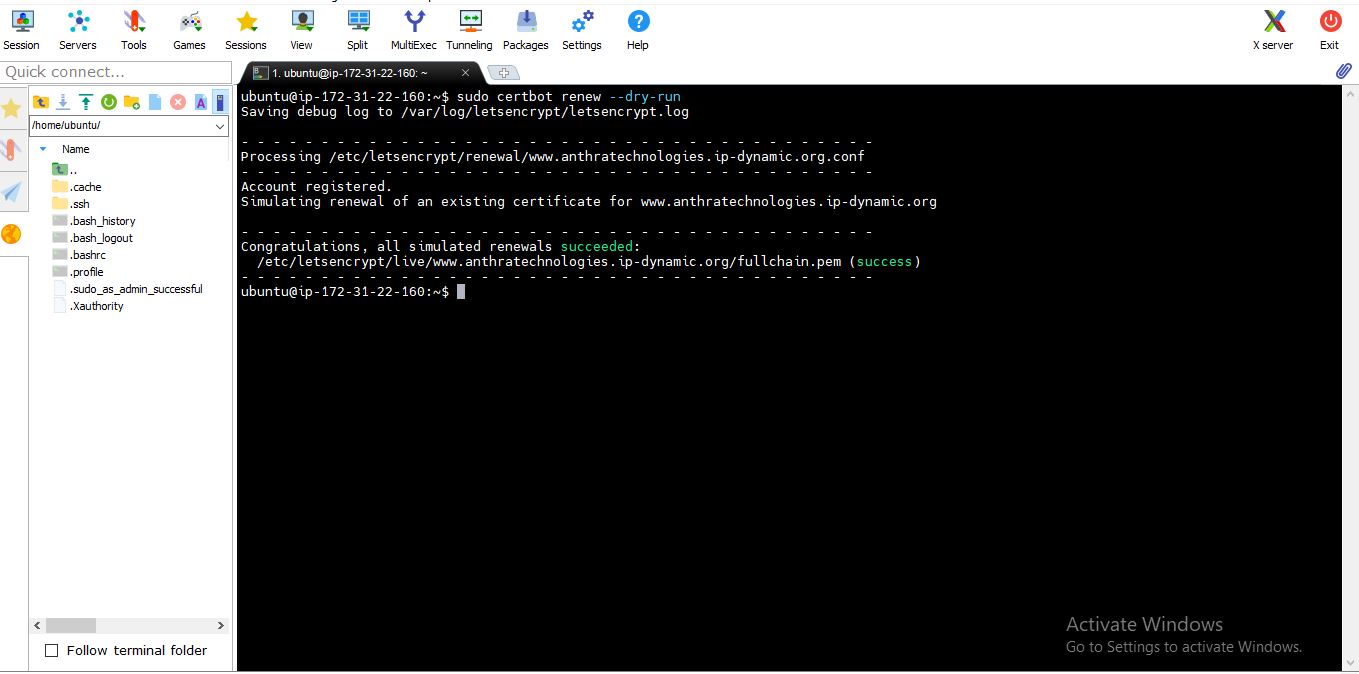 Session Servers Tools Games Sessions View Split MultiExec Tunneling Packages Settings Help X server Exit
Quick connect...
1. ubuntu@ip-172-31-22-160: ~
/home/ubuntu/
Name
..
.cache
.ssh
.bash_history
.bash_logout
.bashrc
.profile
.sudo_as_admin_successful
.Xauthority
Follow terminal folder
ubuntu@ip-172-31-22-160:~$ sudo certbot renew --dry-run
Saving debug log to /var/log/letsencrypt/letsencrypt.log
- - - - - - - - - - - - - - - - - - - - - - - - - - - - - - - - - - - - - - - -
Processing /etc/letsencrypt/renewal/www.anthratechnologies.ip-dynamic.org.conf
- - - - - - - - - - - - - - - - - - - - - - - - - - - - - - - - - - - - - - - -
Account registered.
Simulating renewal of an existing certificate for www.anthratechnologies.ip-dynamic.org
- - - - - - - - - - - - - - - - - - - - - - - - - - - - - - - - - - - - - - - -
Congratulations, all simulated renewals succeeded:
/etc/letsencrypt/live/www.anthratechnologies.ip-dynamic.org/fullchain.pem (success)
- - - - - - - - - - - - - - - - - - - - - - - - - - - - - - - - - - - - - - - -
ubuntu@ip-172-31-22-160:~$
Activate Windows
Go to Settings to activate Windows.